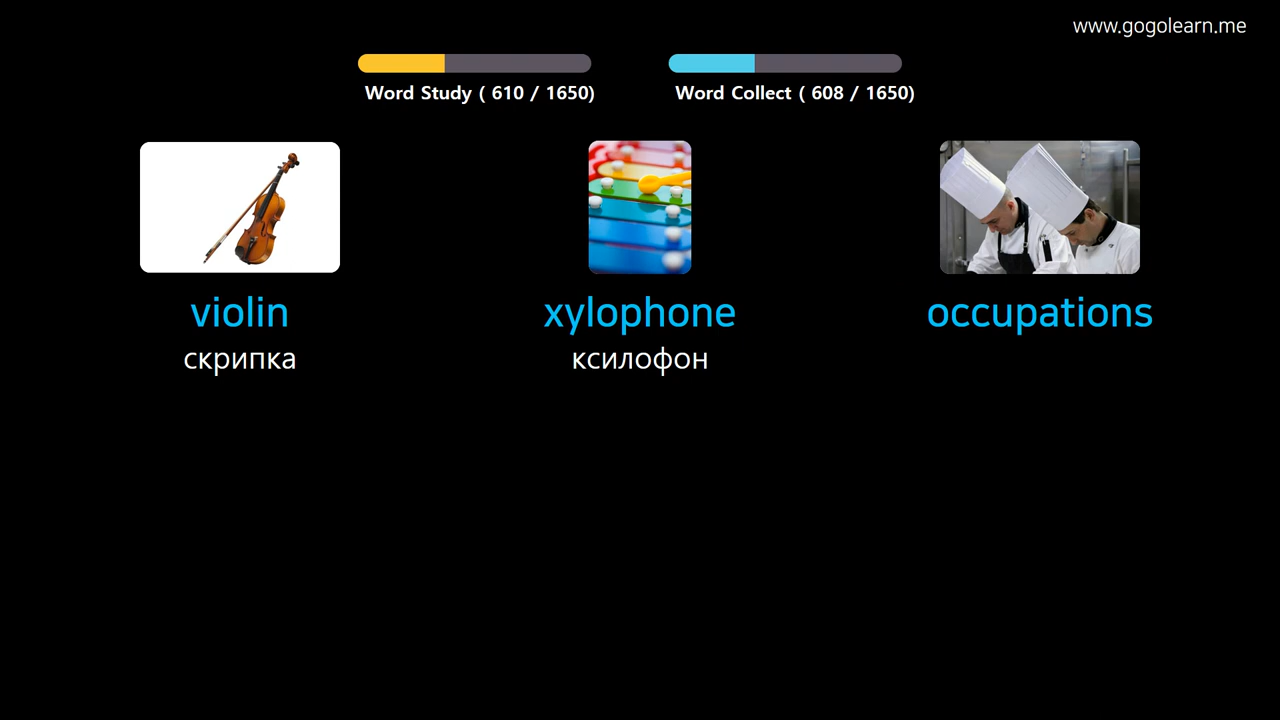 www.gogolearn.me
Word Study ( 610 / 1650)
Word Collect ( 608 / 1650)
violin
скрипка
xylophone
ксилофон
occupations